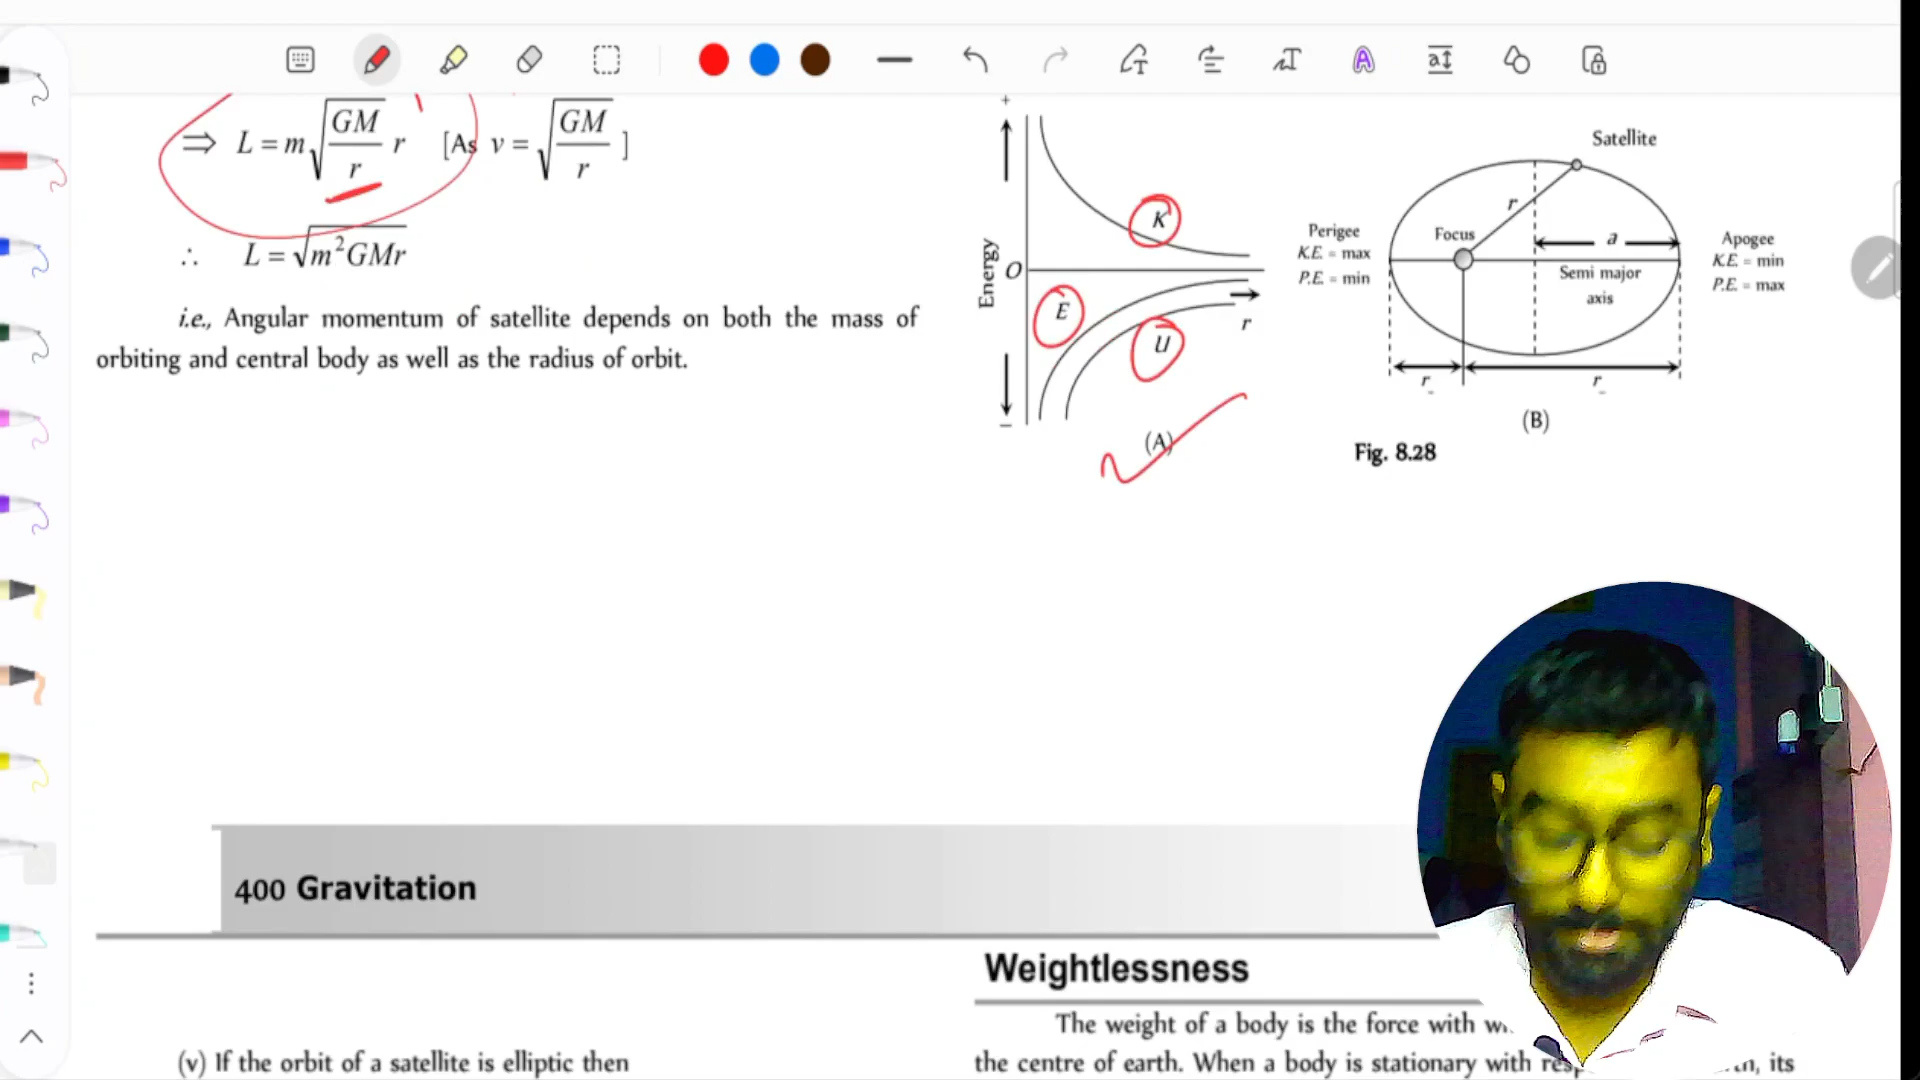 ⇒ L = m√(GM/r) r [As v = √(GM/r) ]
∴ L = √m²GMr
i.e., Angular momentum of satellite depends on both the mass of
orbiting and central body as well as the radius of orbit.
+
Energy
O
K
E
U
r
–
(A)
Satellite
r
Perigee
K.E. = max
P.E. = min
Focus
a
Semi major
axis
Apogee
K.E. = min
P.E. = max
r
r
(B)
Fig. 8.28
400 Gravitation
(v) If the orbit of a satellite is elliptic then
Weightlessness
The weight of a body is the force with
the centre of earth. When a body is stationary with its